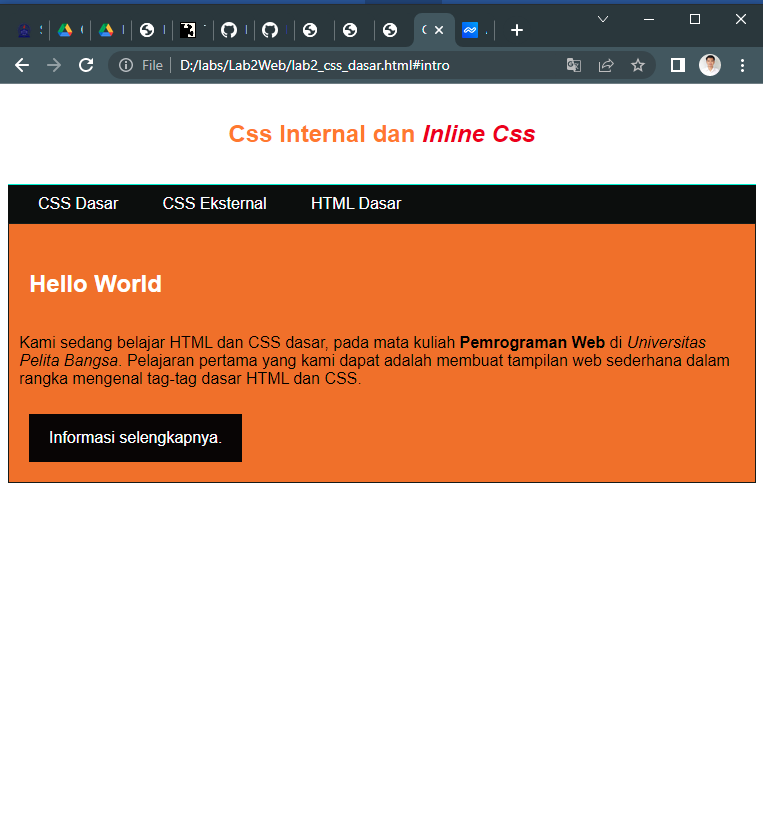 File
D:/labs/Lab2Web/lab2_css_dasar.html#intro
Css Internal dan Inline Css
CSS Dasar CSS Eksternal HTML Dasar
Hello World
Kami sedang belajar HTML dan CSS dasar, pada mata kuliah Pemrograman Web di Universitas
Pelita Bangsa. Pelajaran pertama yang kami dapat adalah membuat tampilan web sederhana dalam
rangka mengenal tag-tag dasar HTML dan CSS.
Informasi selengkapnya.